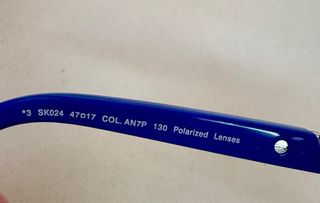 *3 SK024 47□17 COL. AN7P 130 Polarized Lenses